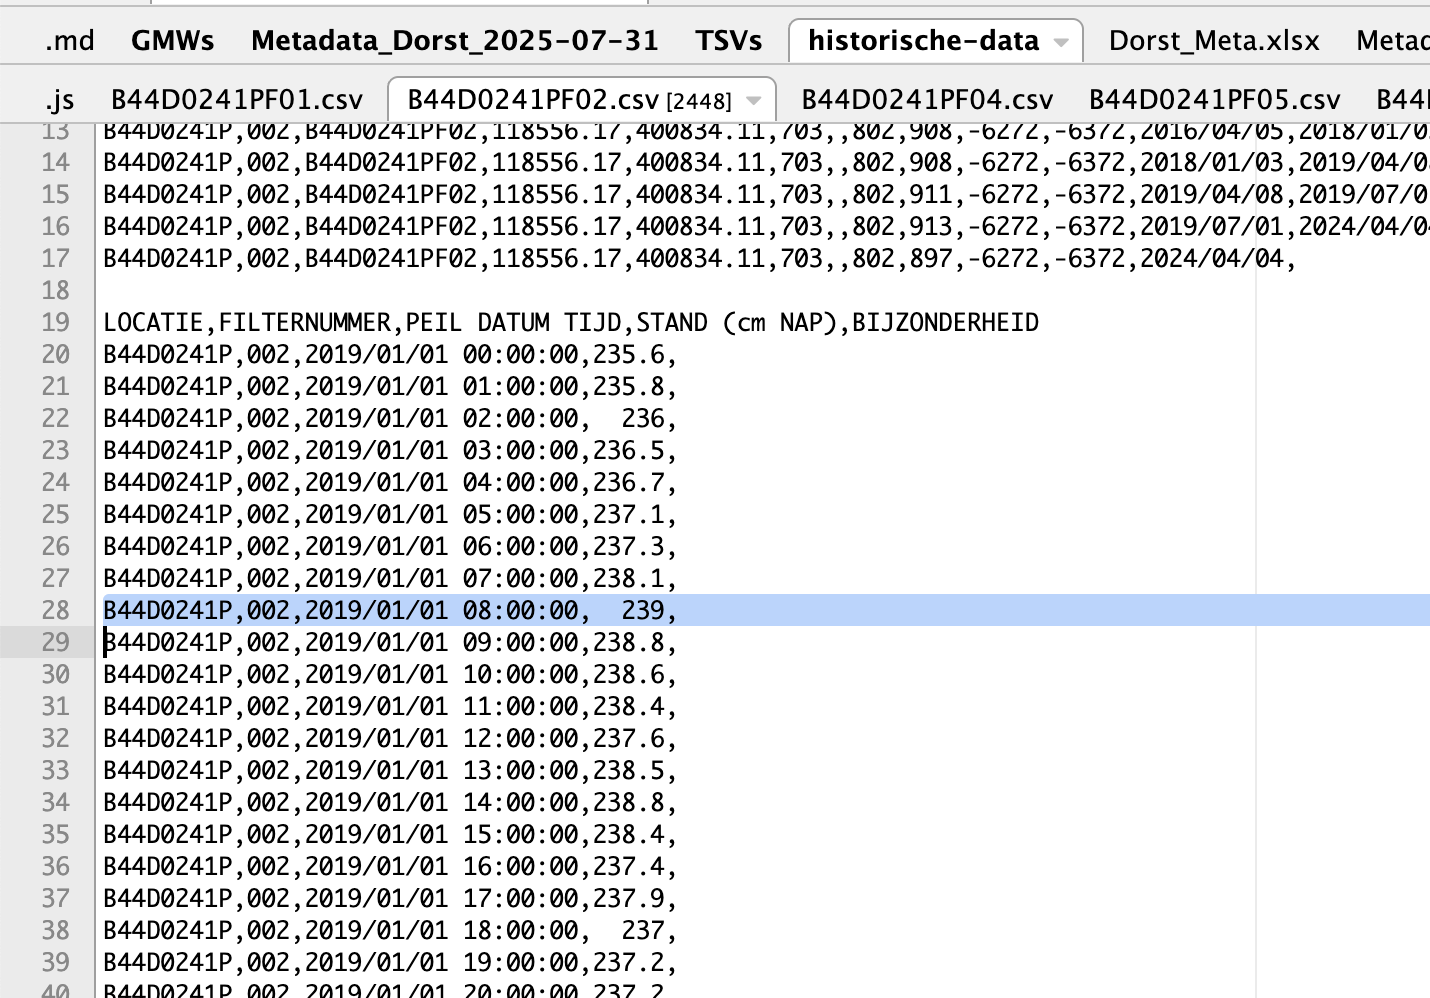 .md GMWs Metadata_Dorst_2025-07-31 TSVs historische-data Dorst_Meta.xlsx Metad
.js B44D0241PF01.csv B44D0241PF02.csv [2448] B44D0241PF04.csv B44D0241PF05.csv B44
13 B44D0241P,002,B44D0241PF02,118556.17,400834.11,703,,802,908,-6272,-6372,2016/04/05,2018/01/0
14 B44D0241P,002,B44D0241PF02,118556.17,400834.11,703,,802,908,-6272,-6372,2018/01/03,2019/04/0
15 B44D0241P,002,B44D0241PF02,118556.17,400834.11,703,,802,911,-6272,-6372,2019/04/08,2019/07/0
16 B44D0241P,002,B44D0241PF02,118556.17,400834.11,703,,802,913,-6272,-6372,2019/07/01,2024/04/04
17 B44D0241P,002,B44D0241PF02,118556.17,400834.11,703,,802,897,-6272,-6372,2024/04/04,
18
19 LOCATIE,FILTERNUMMER,PEIL DATUM TIJD,STAND (cm NAP),BIJZONDERHEID
20 B44D0241P,002,2019/01/01 00:00:00,235.6,
21 B44D0241P,002,2019/01/01 01:00:00,235.8,
22 B44D0241P,002,2019/01/01 02:00:00,  236,
23 B44D0241P,002,2019/01/01 03:00:00,236.5,
24 B44D0241P,002,2019/01/01 04:00:00,236.7,
25 B44D0241P,002,2019/01/01 05:00:00,237.1,
26 B44D0241P,002,2019/01/01 06:00:00,237.3,
27 B44D0241P,002,2019/01/01 07:00:00,238.1,
28 B44D0241P,002,2019/01/01 08:00:00,  239,
29 B44D0241P,002,2019/01/01 09:00:00,238.8,
30 B44D0241P,002,2019/01/01 10:00:00,238.6,
31 B44D0241P,002,2019/01/01 11:00:00,238.4,
32 B44D0241P,002,2019/01/01 12:00:00,237.6,
33 B44D0241P,002,2019/01/01 13:00:00,238.5,
34 B44D0241P,002,2019/01/01 14:00:00,238.8,
35 B44D0241P,002,2019/01/01 15:00:00,238.4,
36 B44D0241P,002,2019/01/01 16:00:00,237.4,
37 B44D0241P,002,2019/01/01 17:00:00,237.9,
38 B44D0241P,002,2019/01/01 18:00:00,  237,
39 B44D0241P,002,2019/01/01 19:00:00,237.2,
40 B44D0241P,002,2019/01/01 20:00:00,237.2